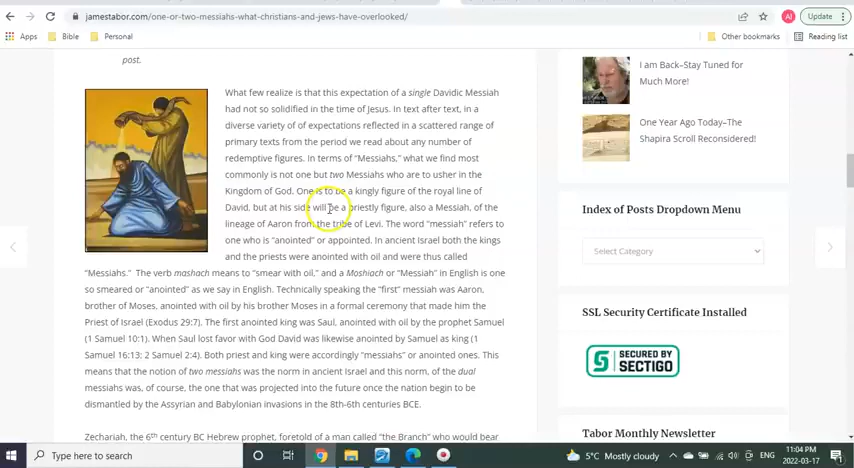 jamestabor.com/one-or-two-messiahs-what-christians-and-jews-have-overlooked/
AI
Update
Apps
Bible
Personal
Other bookmarks
Reading list
post.
What few realize is that this expectation of a single Davidic Messiah
had not so solidified in the time of Jesus. In text after text, in a
diverse variety of of expectations reflected in a scattered range of
primary texts from the period we read about any number of
redemptive figures. In terms of “Messiahs,” what we find most
commonly is not one but two Messiahs who are to usher in the
Kingdom of God. One is to be a kingly figure of the royal line of
David, but at his side will be a priestly figure, also a Messiah, of the
lineage of Aaron from the tribe of Levi. The word “messiah” refers to
one who is “anointed” or appointed. In ancient Israel both the kings
and the priests were anointed with oil and were thus called
“Messiahs.” The verb mashach means to “smear with oil,” and a Moshiach or “Messiah” in English is one
so smeared or “anointed” as we say in English. Technically speaking the “first” messiah was Aaron,
brother of Moses, anointed with oil by his brother Moses in a formal ceremony that made him the
Priest of Israel (Exodus 29:7). The first anointed king was Saul, anointed with oil by the prophet Samuel
(1 Samuel 10:1). When Saul lost favor with God David was likewise anointed by Samuel as king (1
Samuel 16:13; 2 Samuel 2:4). Both priest and king were accordingly “messiahs” or anointed ones. This
means that the notion of two messiahs was the norm in ancient Israel and this norm, of the dual
messiahs was, of course, the one that was projected into the future once the nation begin to be
dismantled by the Assyrian and Babylonian invasions in the 8th-6th centuries BCE.
Zechariah, the 6th century BC Hebrew prophet, foretold of a man called “the Branch” who would bear
I am Back–Stay Tuned for
Much More!
One Year Ago Today–The
Shapira Scroll Reconsidered!
Index of Posts Dropdown Menu
Select Category
SSL Security Certificate Installed
SECURED BY
SECTIGO
Tabor Monthly Newsletter
Type here to search
5°C Mostly cloudy
ENG
11:04 PM
2022-03-17